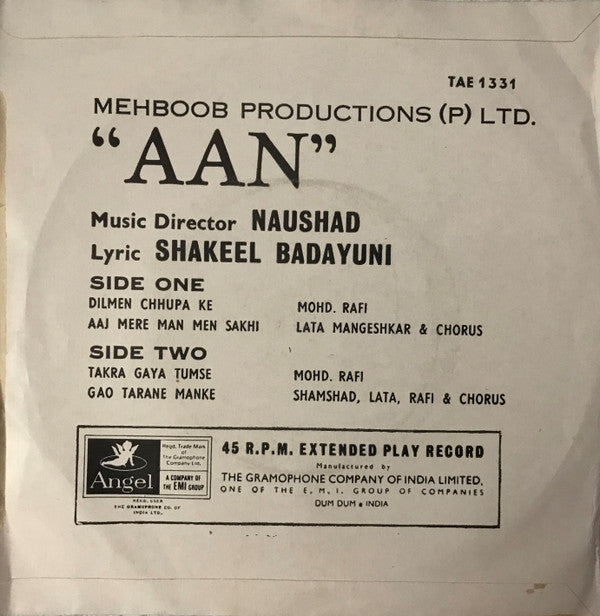 TAE 1331
MEHBOOB PRODUCTIONS (P) LTD.
“AAN”
Music Director NAUSHAD
Lyric SHAKEEL BADAYUNI
SIDE ONE
DILMEN CHHUPA KE MOHD. RAFI
AAJ MERE MAN MEN SAKHI LATA MANGESHKAR & CHORUS
SIDE TWO
TAKRA GAYA TUMSE MOHD. RAFI
GAO TARANE MANKE SHAMSHAD, LATA, RAFI & CHORUS
Angel
Regd. Trade Mark
of
The Gramophone
Company Ltd.
A COMPANY OF
THE EMI GROUP
REGD. USER
THE GRAMOPHONE CO. OF
INDIA LTD.
45 R.P.M. EXTENDED PLAY RECORD
Manufactured by
THE GRAMOPHONE COMPANY OF INDIA LIMITED.
ONE OF THE E. M. I. GROUP OF COMPANIES
DUM DUM • INDIA